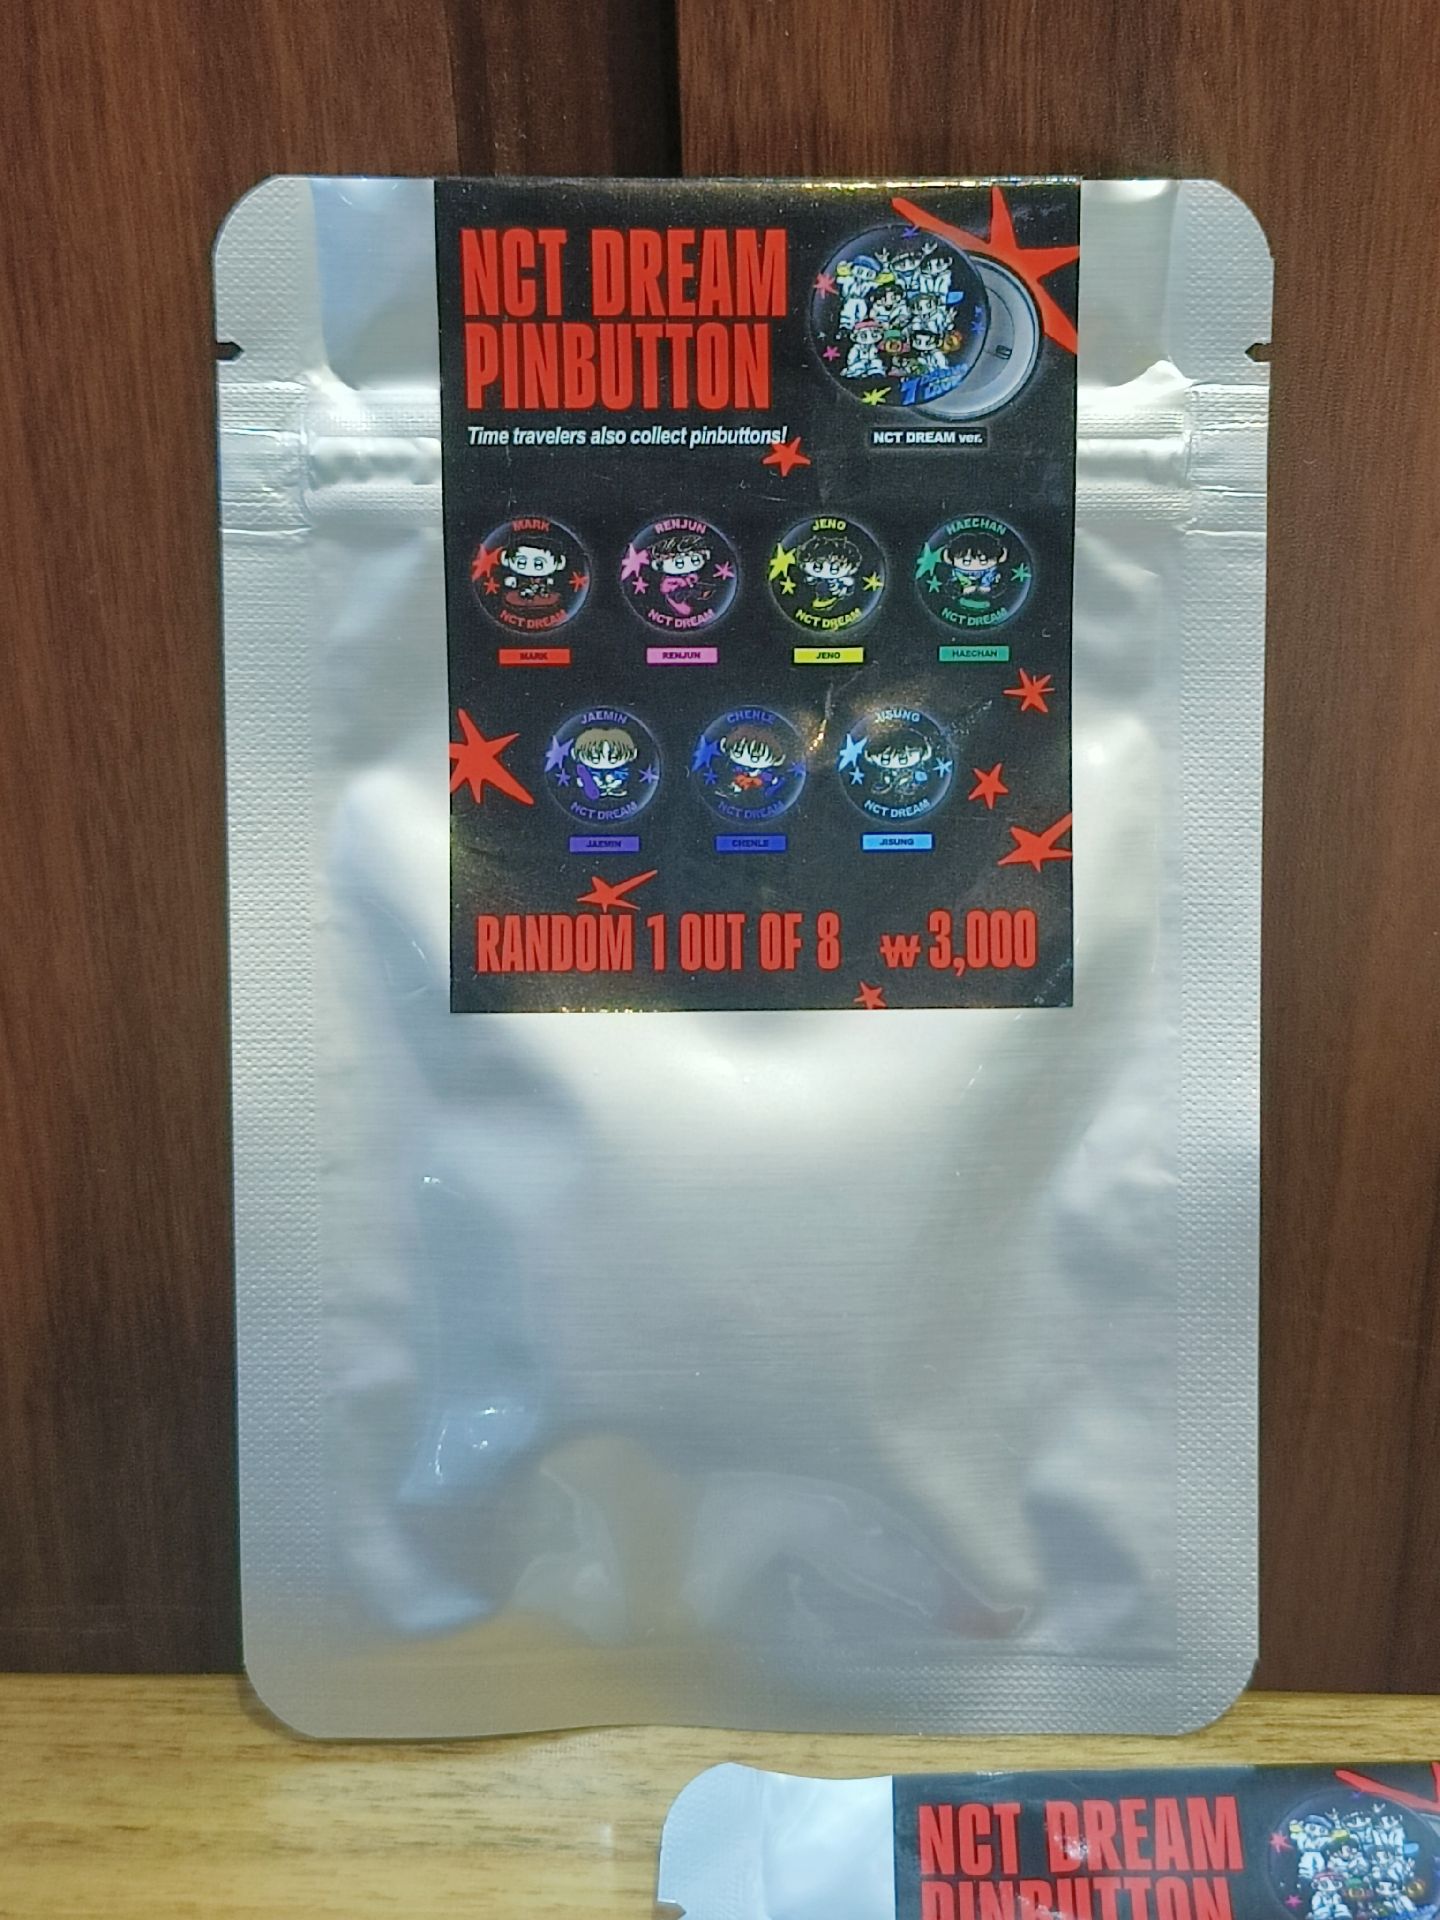 NCT DREAM
PINBUTTON
Time travelers also collect pinbuttons!
NCT DREAM ver.
MARK
NCT DREAM
MARK
RENJUN
NCT DREAM
RENJUN
JENO
NCT DREAM
JENO
HAECHAN
NCT DREAM
HAECHAN
JAEMIN
NCT DREAM
JAEMIN
CHENLE
NCT DREAM
CHENLE
JISUNG
NCT DREAM
JISUNG
RANDOM 1 OUT OF 8 ₩3,000
NCT DREAM
PINBUTTON